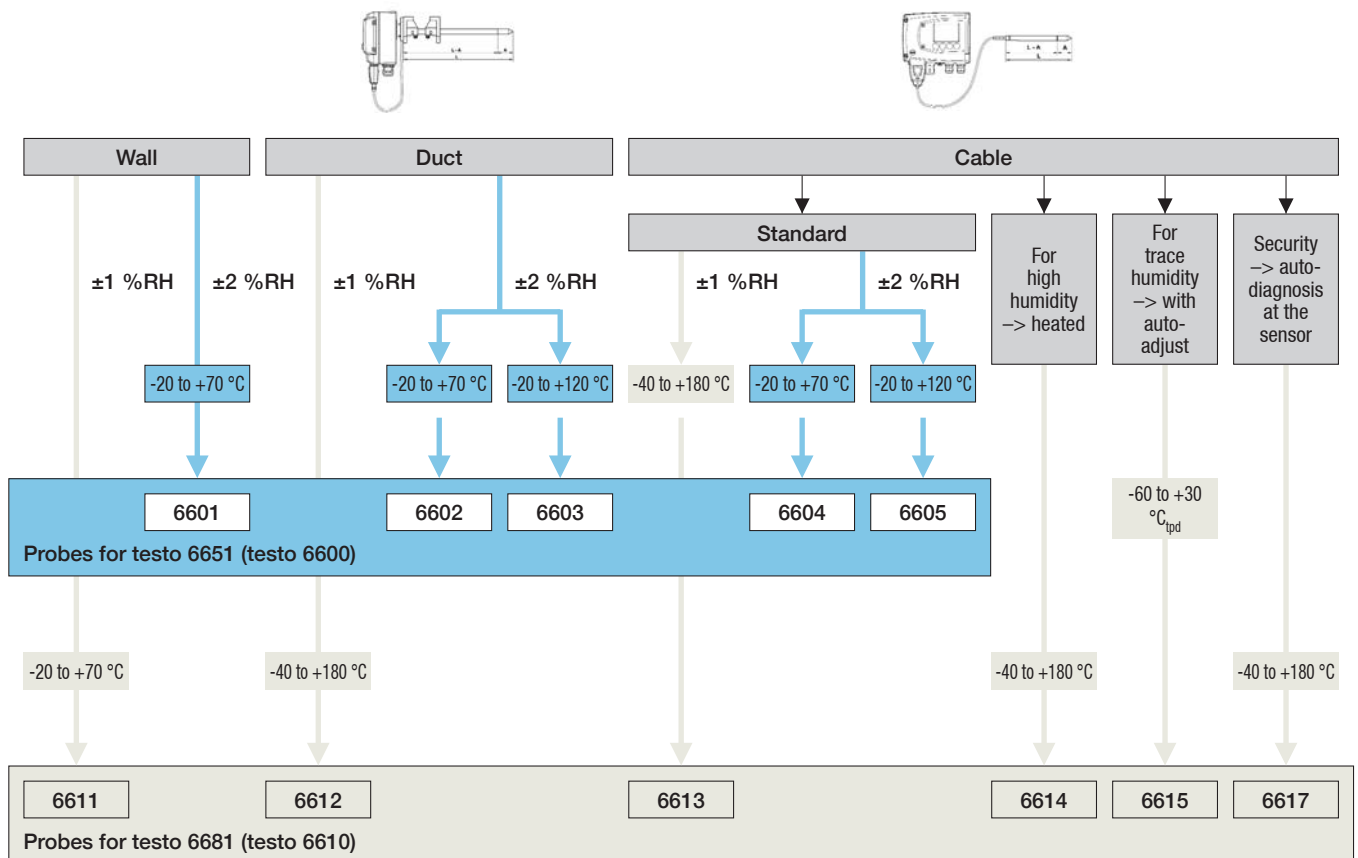 L - A
A
L
L - A
A
L
Wall
Duct
Cable
Standard
For
high
humidity
–> heated
For
trace
humidity
–> with
auto-
adjust
Security
–> auto-
diagnosis
at the
sensor
±1 %RH
±2 %RH
±1 %RH
±2 %RH
±1 %RH
±2 %RH
-20 to +70 °C
-20 to +70 °C
-20 to +120 °C
-40 to +180 °C
-20 to +70 °C
-20 to +120 °C
6601
6602
6603
6604
6605
-60 to +30
°Ctpd
Probes for testo 6651 (testo 6600)
-20 to +70 °C
-40 to +180 °C
-40 to +180 °C
-40 to +180 °C
6611
6612
6613
6614
6615
6617
Probes for testo 6681 (testo 6610)